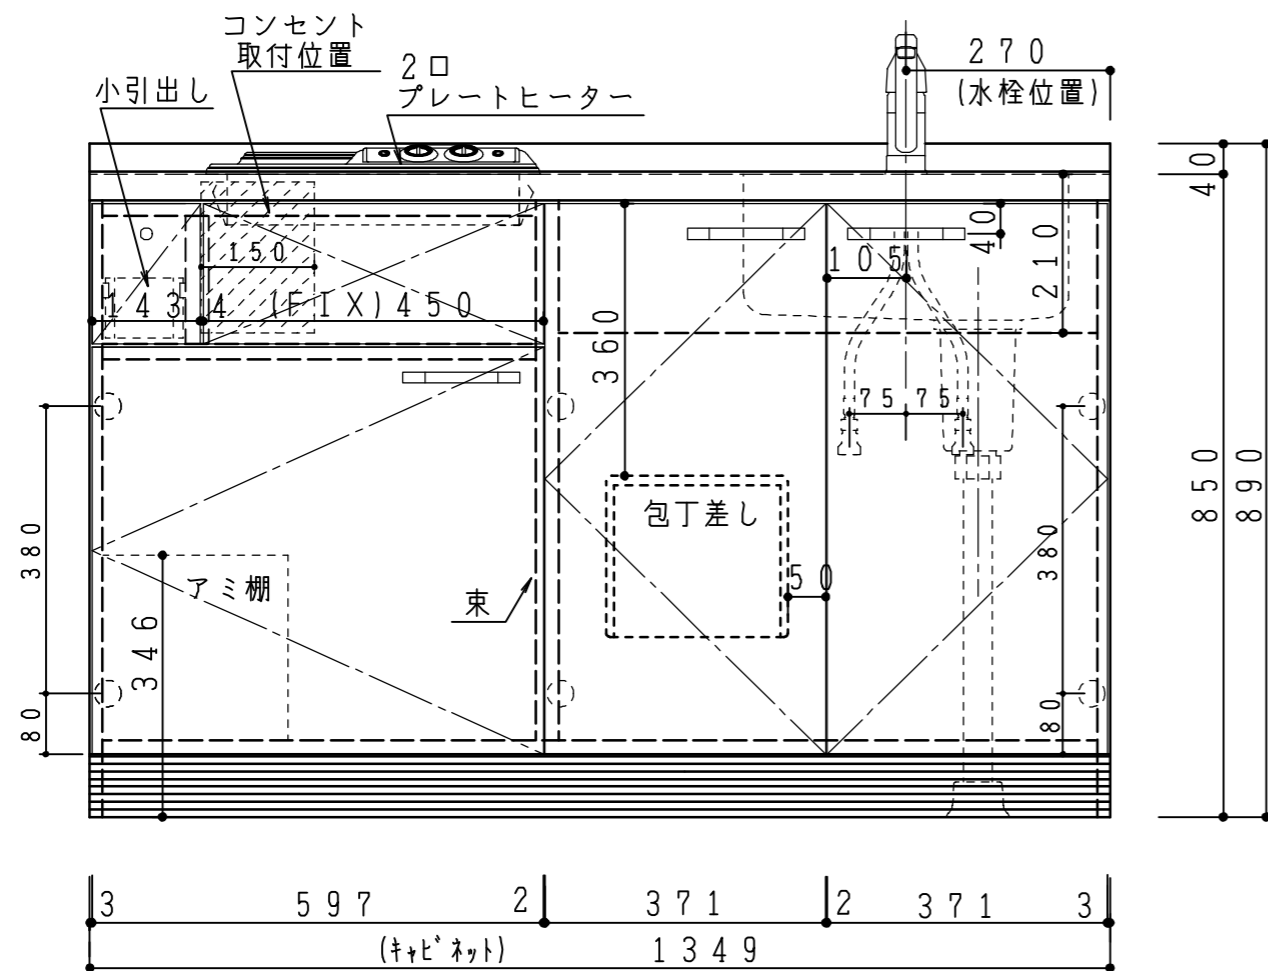 コンセント
取付位置
2口
プレートヒーター
小引出し
270
(水栓位置)
40
150
105
40
210
143
4
(FIX)450
360
75
75
850
890
包丁差し
380
380
アミ棚
束
50
346
80
80
3
597
2
371
2
371
3
(キャビネット)
1349